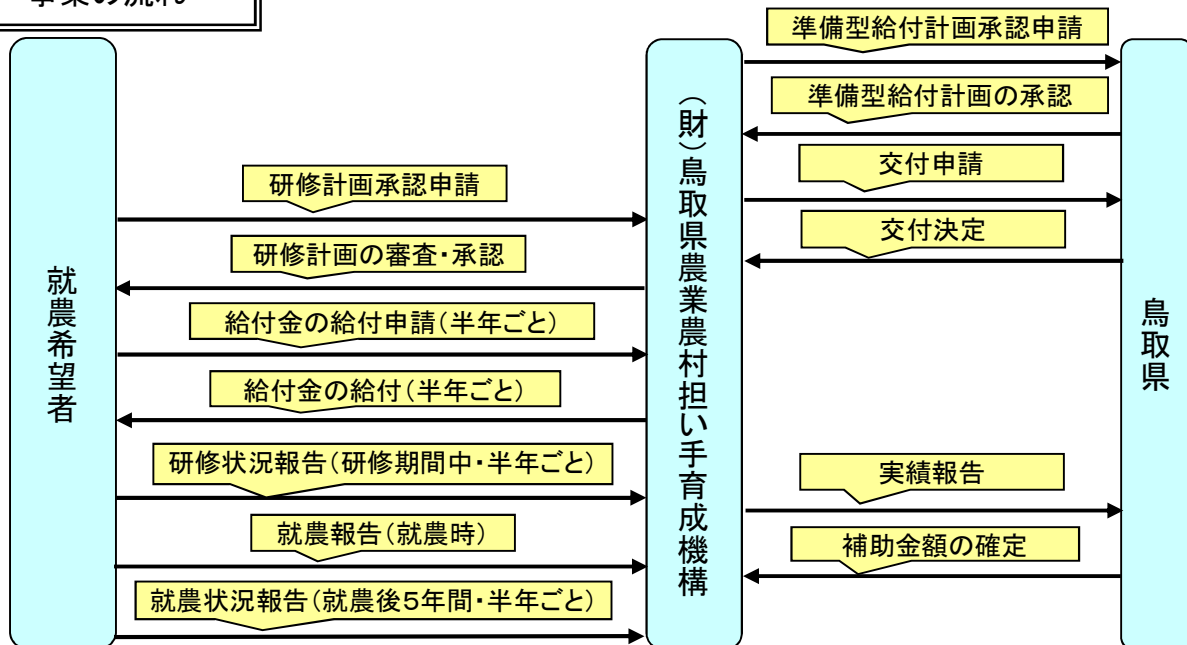 事業の流れ
準備型給付計画承認申請
準備型給付計画の承認
交付申請
交付決定
研修計画承認申請
研修計画の審査・承認
給付金の給付申請(半年ごと)
給付金の給付(半年ごと)
研修状況報告(研修期間中・半年ごと)
就農報告(就農時)
就農状況報告(就農後5年間・半年ごと)
実績報告
補助金額の確定
就農希望者
(財)鳥取県農業農村担い手育成機構
鳥取県